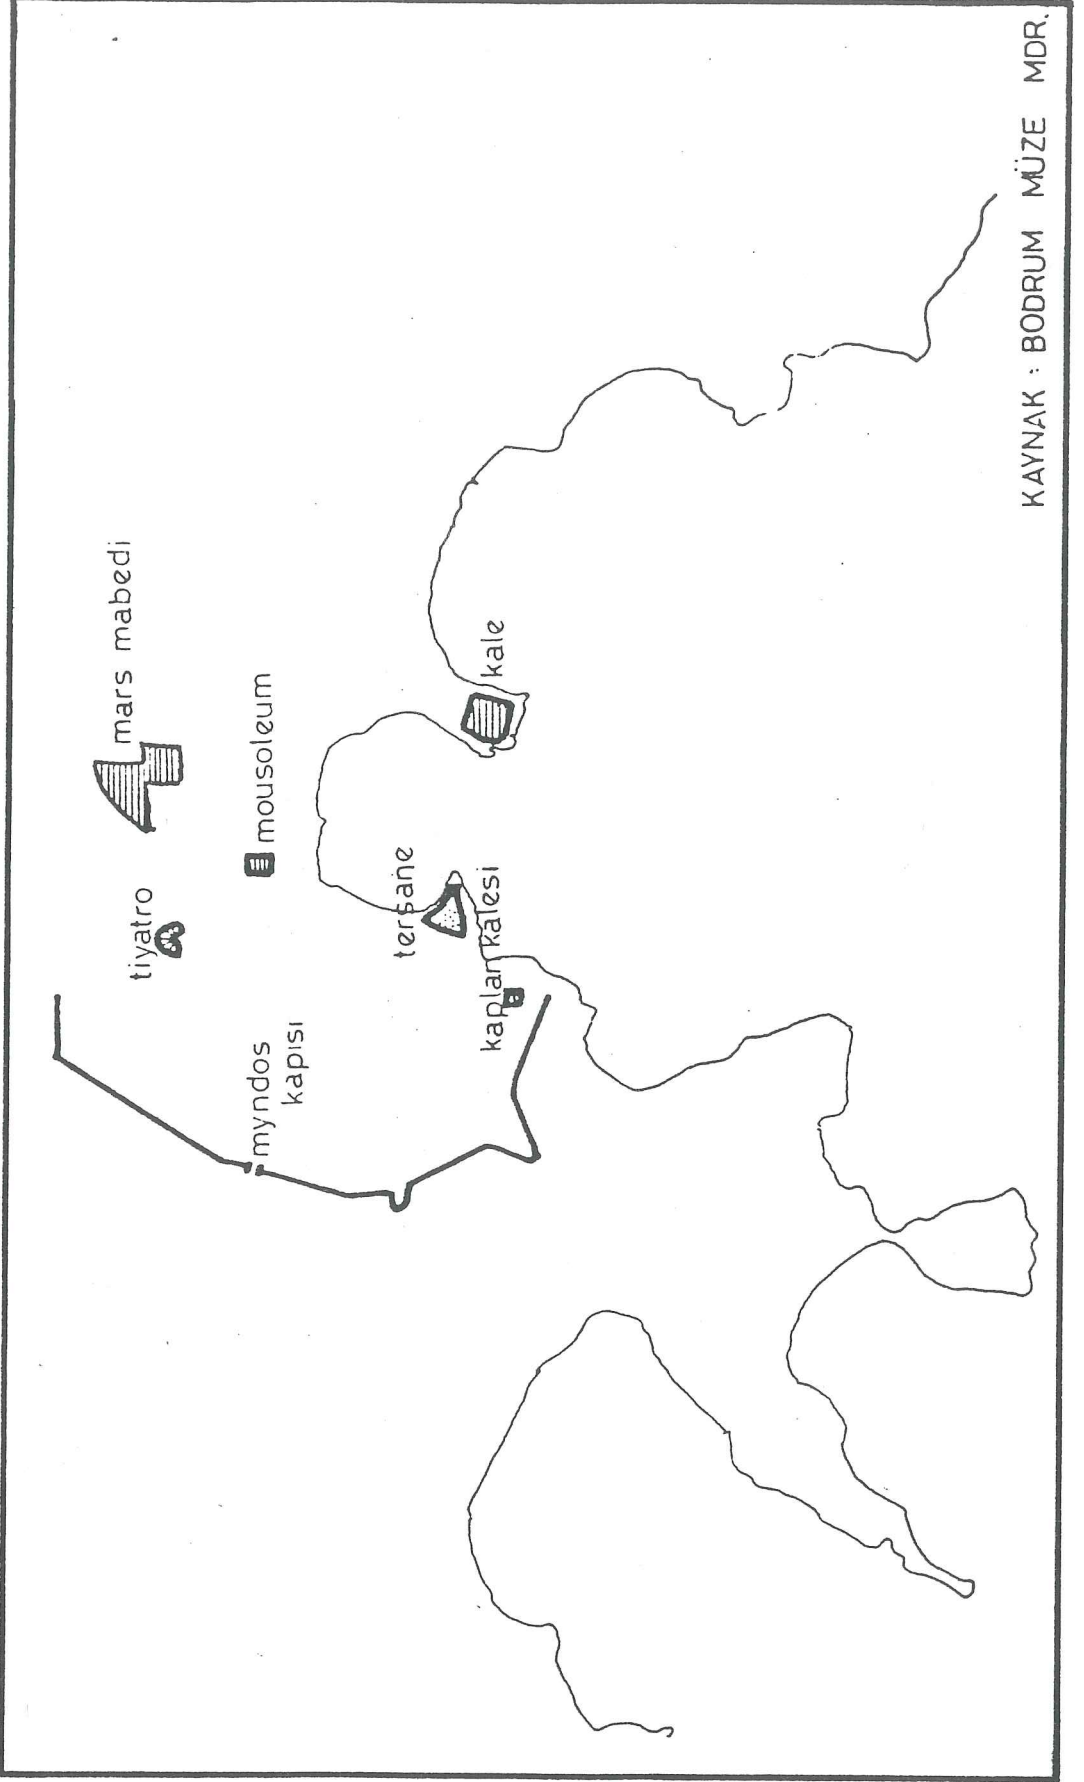 mars mabedi
tiyatro
mousoleum
myndos
kapısı
tersane
kale
kaplan kalesi
KAYNAK : BODRUM MÜZE MDR.